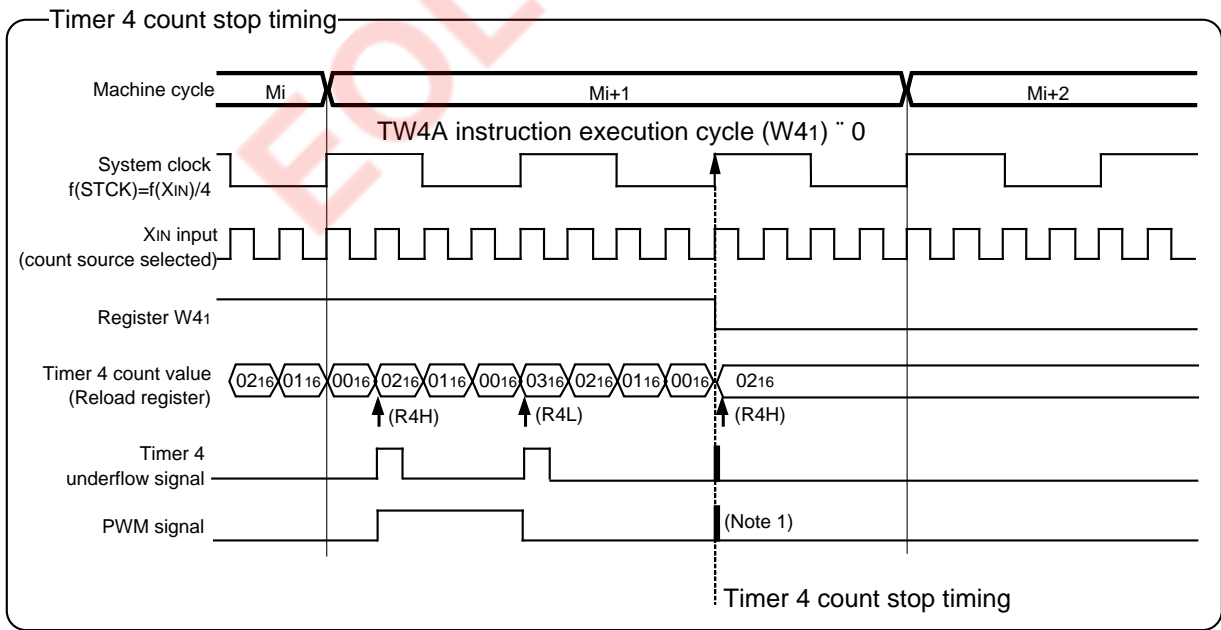 Timer 4 count stop timing
EOL
Machine cycle
Mi
Mi+1
Mi+2
TW4A instruction execution cycle (W41) ¨ 0
System clock
f(STCK)=f(XIN)/4
XIN input
(count source selected)
Register W41
Timer 4 count value
(Reload register)
0216 0116 0016 0216 0116 0016 0316 0216 0116 0016 0216
(R4H) (R4L) (R4H)
Timer 4
underflow signal
PWM signal
(Note 1)
Timer 4 count stop timing